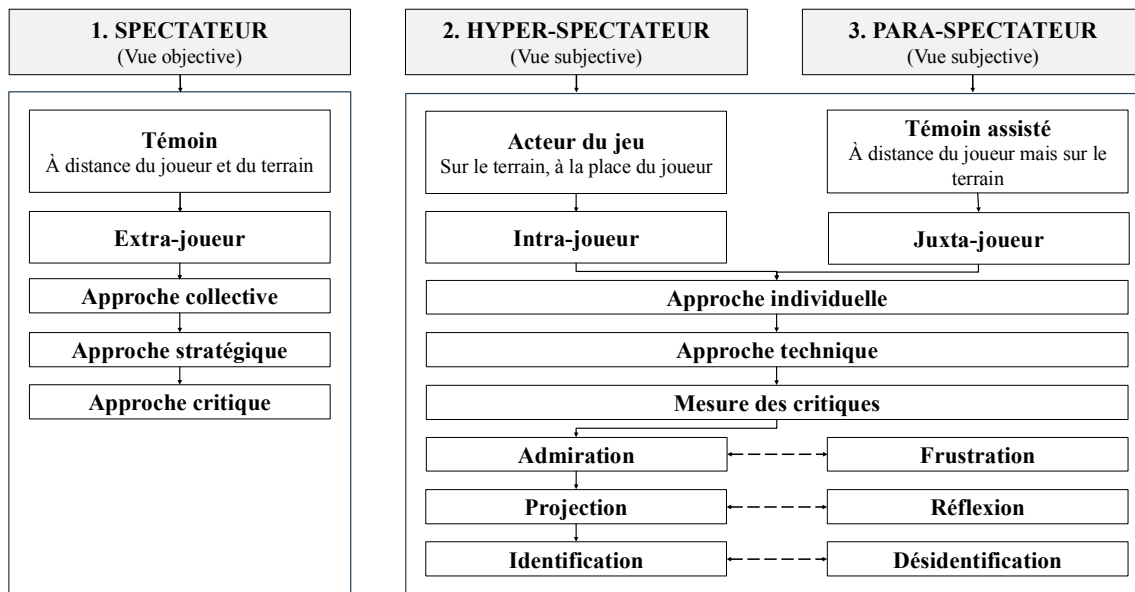 1. SPECTATEUR
(Vue objective)
Témoin
À distance du joueur et du terrain
Extra-joueur
Approche collective
Approche stratégique
Approche critique
2. HYPER-SPECTATEUR
(Vue subjective)
3. PARA-SPECTATEUR
(Vue subjective)
Acteur du jeu
Sur le terrain, à la place du joueur
Témoin assisté
À distance du joueur mais sur le
terrain
Intra-joueur
Juxta-joueur
Approche individuelle
Approche technique
Mesure des critiques
Admiration
Frustration
Projection
Réflexion
Identification
Désidentification